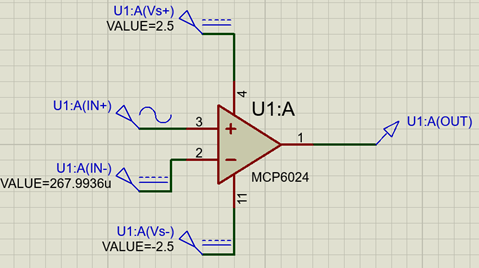 U1:A(Vs+)
VALUE=2.5
4
U1:A
U1:A(IN+)
3
1
U1:A(OUT)
2
U1:A(IN-)
VALUE=267.9936u
MCP6024
11
U1:A(Vs-)
VALUE=-2.5